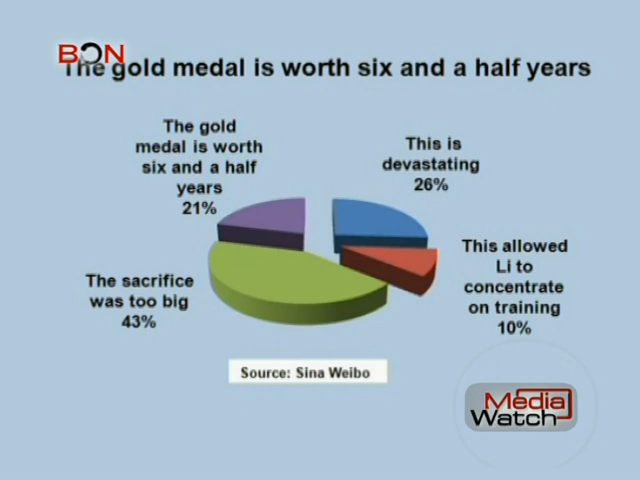 BON
The gold medal is worth six and a half years
The gold
medal is worth
six and a half
years
21%
This is
devastating
26%
This allowed
Li to
concentrate
on training
10%
The sacrifice
was too big
43%
Source: Sina Weibo
Media
Watch